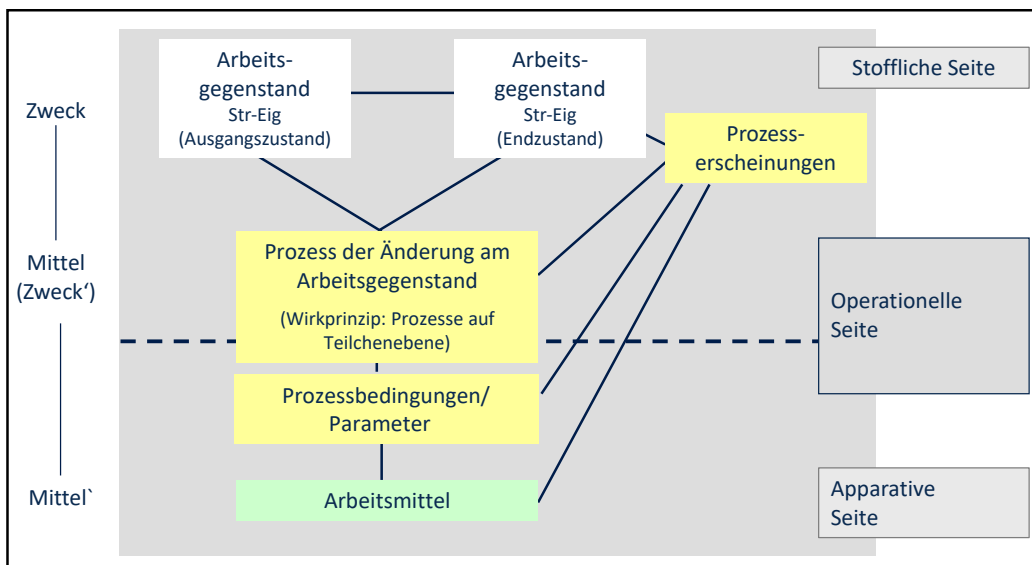 Zweck
Mittel
(Zweck‘)
Mittel`
Arbeits-
gegenstand
Str-Eig
(Ausgangszustand)
Arbeits-
gegenstand
Str-Eig
(Endzustand)
Prozess-
erscheinungen
Prozess der Änderung am
Arbeitsgegenstand
(Wirkprinzip: Prozesse auf
Teilchenebene)
Prozessbedingungen/
Parameter
Arbeitsmittel
Stoffliche Seite
Operationelle
Seite
Apparative
Seite